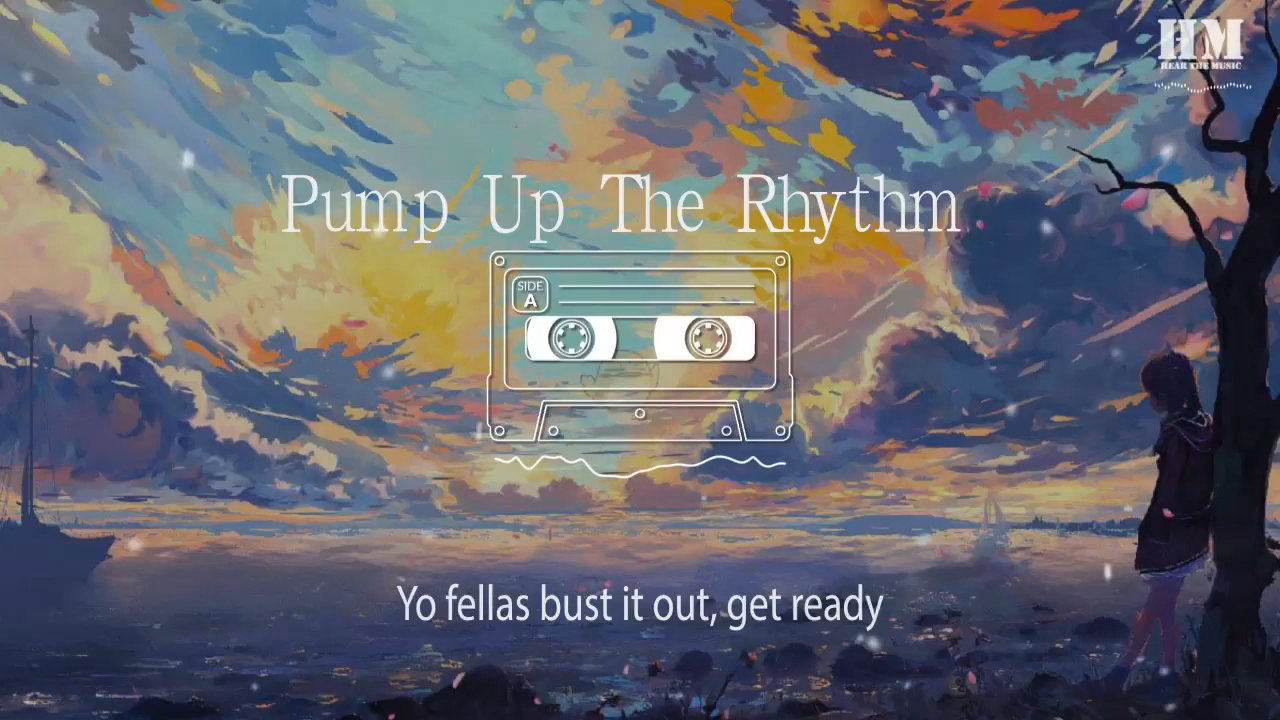 HM
HEAR THE MUSIC
Pump Up The Rhythm
SIDE
A
Yo fellas bust it out, get ready